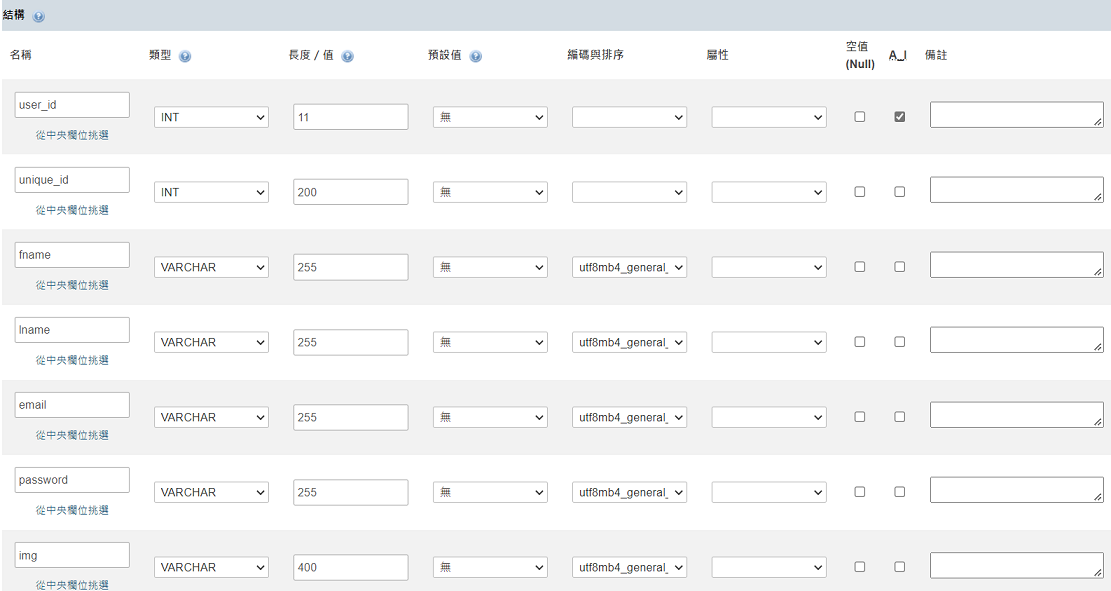 結構
名稱 類型 長度 / 值 預設值 編碼與排序 屬性 空值 (Null) A_I 備註
user_id INT 11 無
從中央欄位挑選
unique_id INT 200 無
從中央欄位挑選
fname VARCHAR 255 無 utf8mb4_general_
從中央欄位挑選
lname VARCHAR 255 無 utf8mb4_general_
從中央欄位挑選
email VARCHAR 255 無 utf8mb4_general_
從中央欄位挑選
password VARCHAR 255 無 utf8mb4_general_
從中央欄位挑選
img VARCHAR 400 無 utf8mb4_general_
從中央欄位挑選